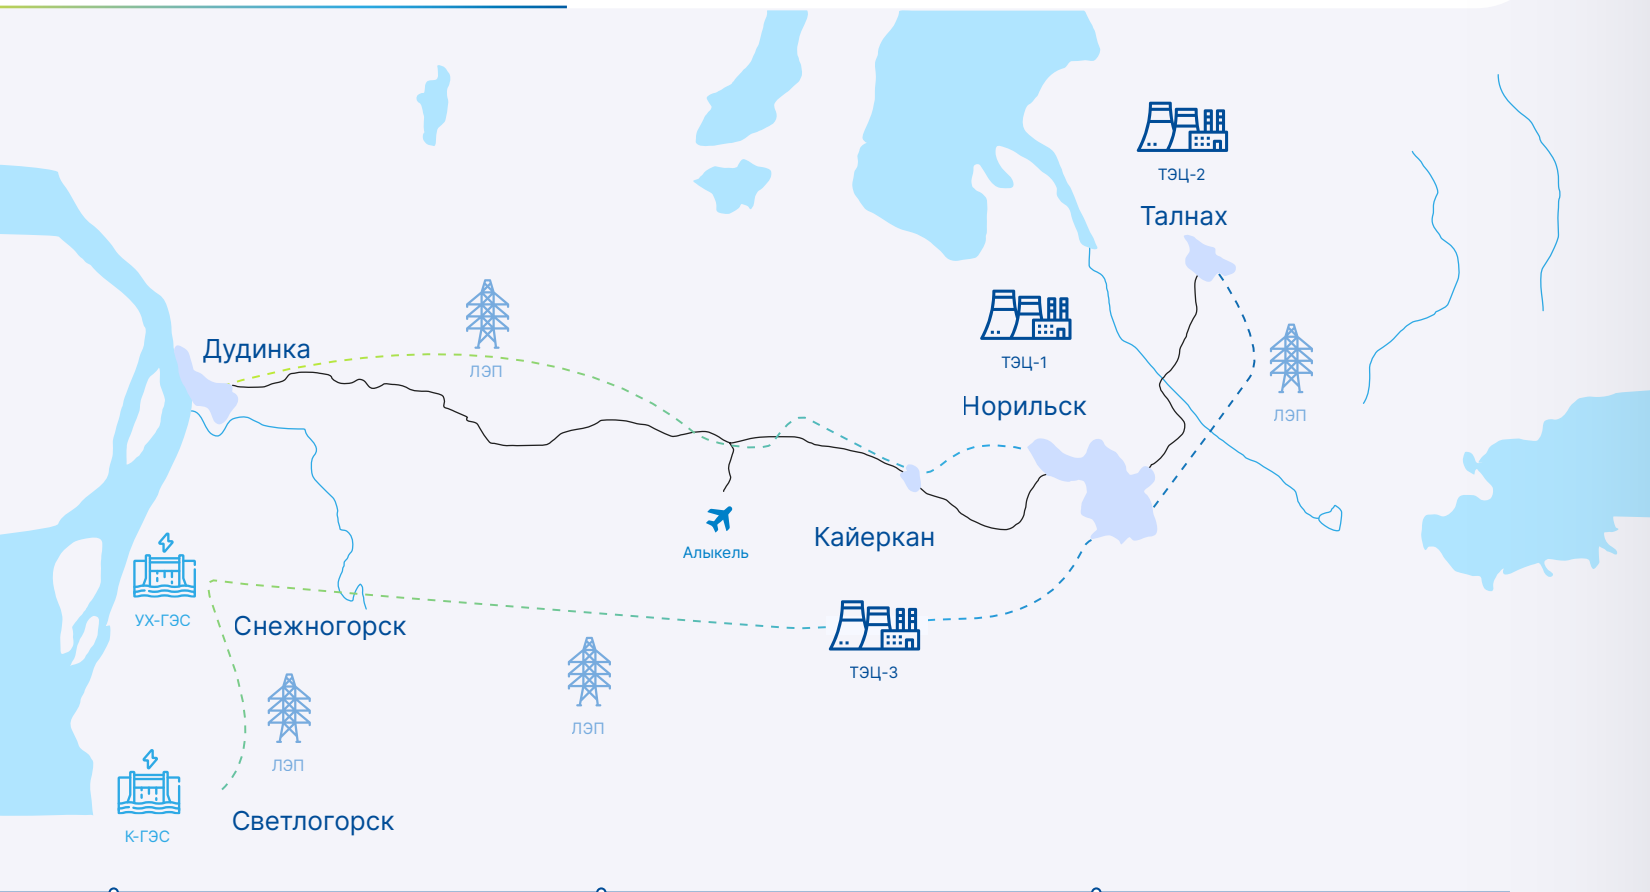 ТЭЦ-2
Талнах
ТЭЦ-1
Дудинка
ЛЭП
Норильск
ЛЭП
Кайеркан
Алыкель
УХ-ГЭС
Снежногорск
ТЭЦ-3
ЛЭП
ЛЭП
Светлогорск
К-ГЭС